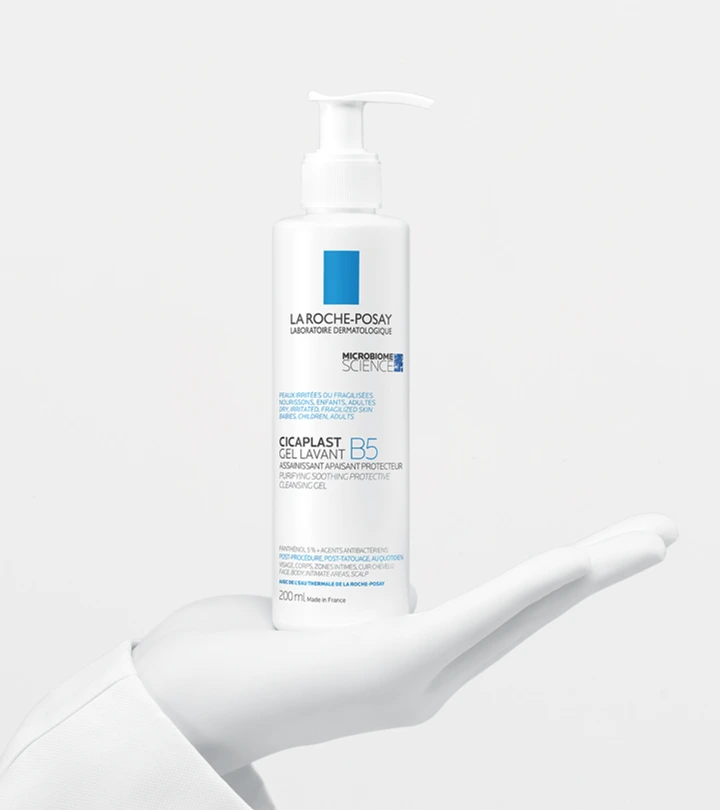 LA ROCHE-POSAY
LABORATOIRE DERMATOLOGIQUE
MICROBIOME
SCIENCE
PEAUX IRRITÉES OU FRAGILISÉES
NOURISSONS, ENFANTS, ADULTES
DRY, IRRITATED, FRAGILIZED SKIN
BABIES, CHILDREN, ADULTS
CICAPLAST
GEL LAVANT B5
ASSAINISSANT APAISANT PROTECTEUR
PURIFYING SOOTHING PROTECTIVE
CLEANSING GEL
PANTHÉNOL 5% + AGENTS ANTIBACTÉRIENS
POST-PROCÉDURE, POST-TATOUAGE, AU QUOTIDIEN
VISAGE, CORPS, ZONES INTIMES, CUIR CHEVELU
FACE, BODY, INTIMATE AREAS, SCALP
AVEC DE L'EAU THERMALE DE LA ROCHE-POSAY
200 ml Made in France